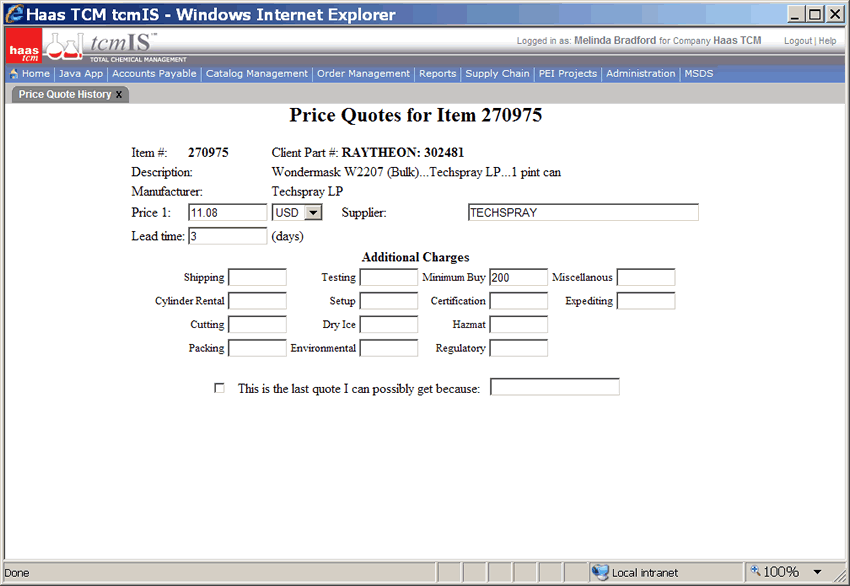 Haas TCM tcmIS - Windows Internet Explorer
haas tcm
tcmIS™
TOTAL CHEMICAL MANAGEMENT
Logged in as: Melinda Bradford for Company Haas TCM
Logout | Help
Home | Java App | Accounts Payable | Catalog Management | Order Management | Reports | Supply Chain | PEI Projects | Administration | MSDS
Price Quote History X
Price Quotes for Item 270975
Item #: 270975 Client Part #: RAYTHEON: 302481
Description: Wondermask W2207 (Bulk)...Techspray LP...1 pint can
Manufacturer: Techspray LP
Price 1: 11.08 USD Supplier: TECHSPRAY
Lead time: 3 (days)
Additional Charges
Shipping Testing Minimum Buy 200 Miscellanous
Cylinder Rental Setup Certification Expediting
Cutting Dry Ice Hazmat
Packing Environmental Regulatory
This is the last quote I can possibly get because:
Done Local intranet 100%